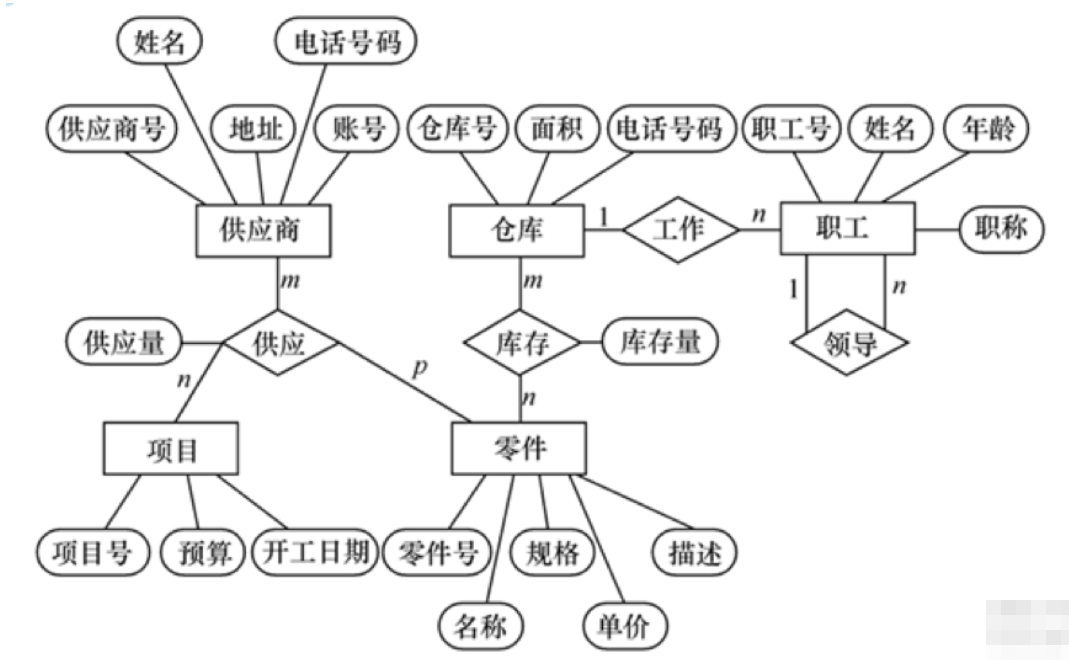 姓名
电话号码
供应商号
地址
账号
仓库号
面积
电话号码
职工号
姓名
年龄
供应商
仓库
1
工作
n
职工
职称
m
m
1
n
供应量
供应
库存
库存量
领导
n
p
n
项目
零件
项目号
预算
开工日期
零件号
规格
描述
名称
单价